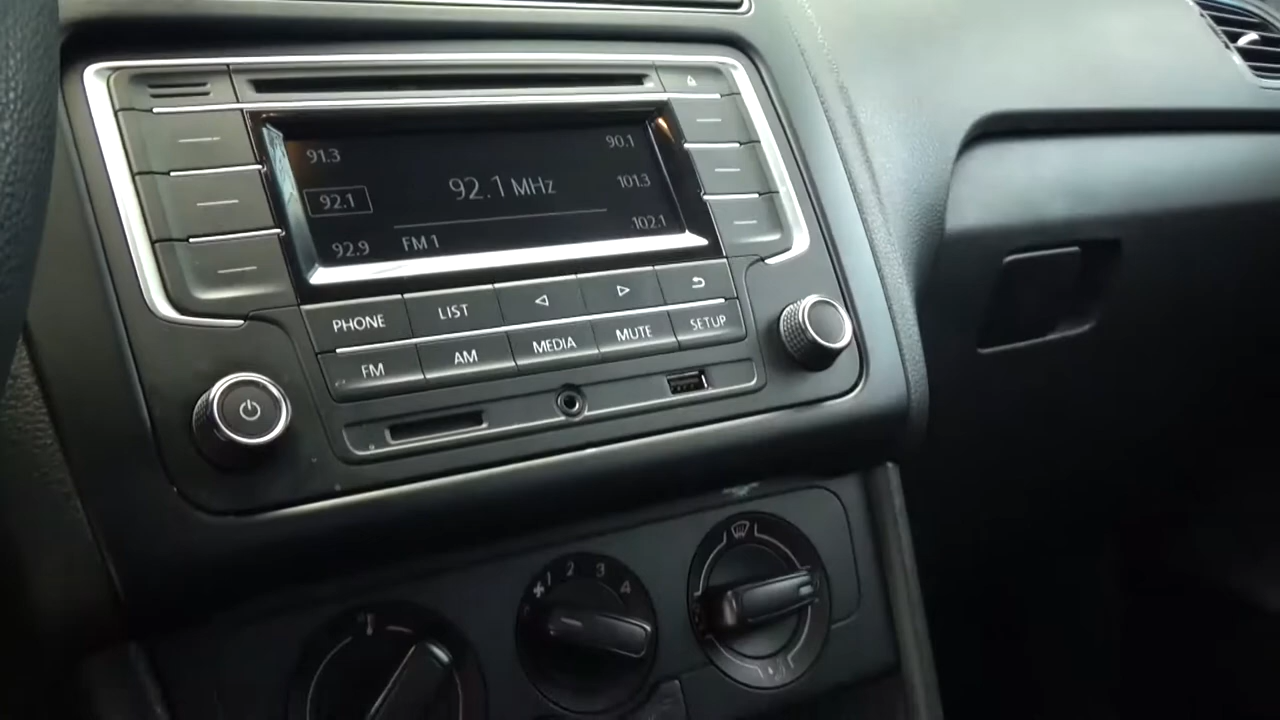 91.3
90.1
92.1
92.1 MHz
101.3
92.9
FM 1
102.1
PHONE
LIST
FM
AM
MEDIA
MUTE
SETUP
1 2 3 4